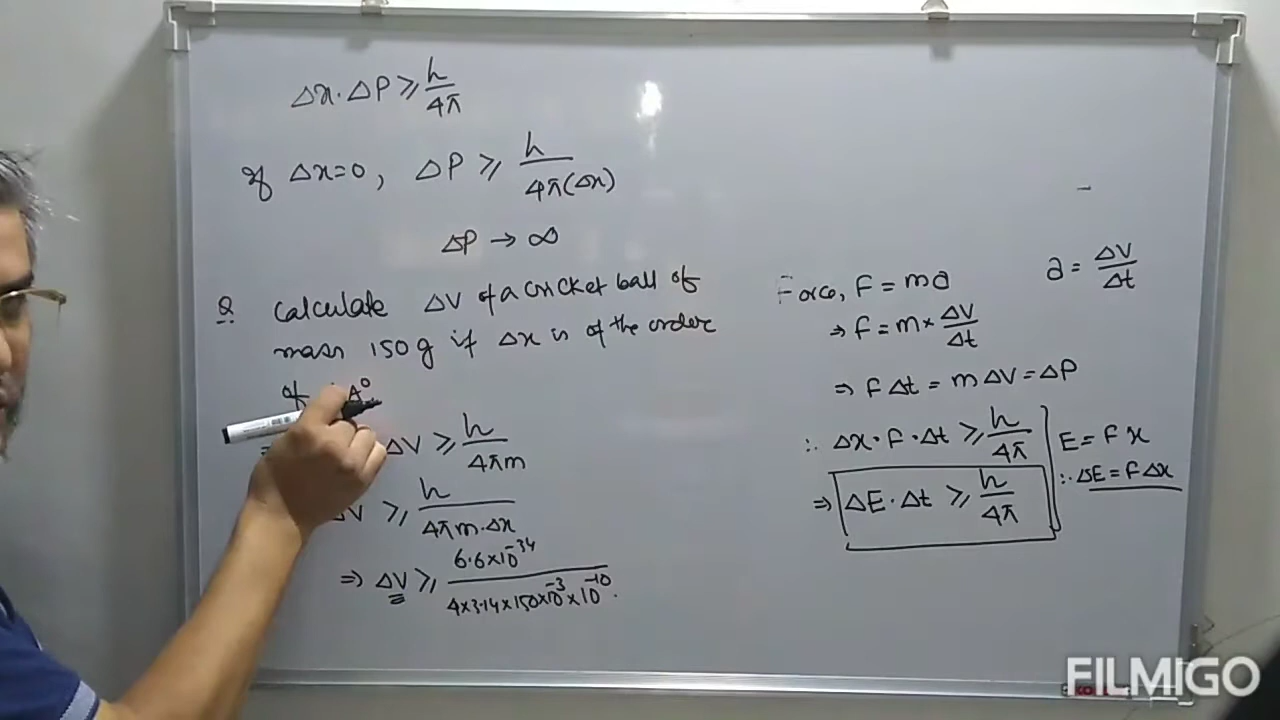 Δx.ΔP ≥ h/4π
If Δx=0, ΔP ≥ h/4π(Δx)
ΔP → ∞
Q Calculate ΔV of a cricket ball of
mass 150 g if Δx is of the order
of A°
ΔV ≥ h/4πm
ΔV ≥ h/4πm.Δx
⇒ ΔV ≥ 6.6×10^-34/4×3.14×150×10^-3×10^-10.
a = ΔV/Δt
Force, F = ma
⇒ F = m× ΔV/Δt
⇒ F Δt = m ΔV = ΔP
∴ Δx.F.Δt ≥ h/4π
⇒ ΔE.Δt ≥ h/4π
E = F x
∴ ΔE = F Δx
FILMIGO